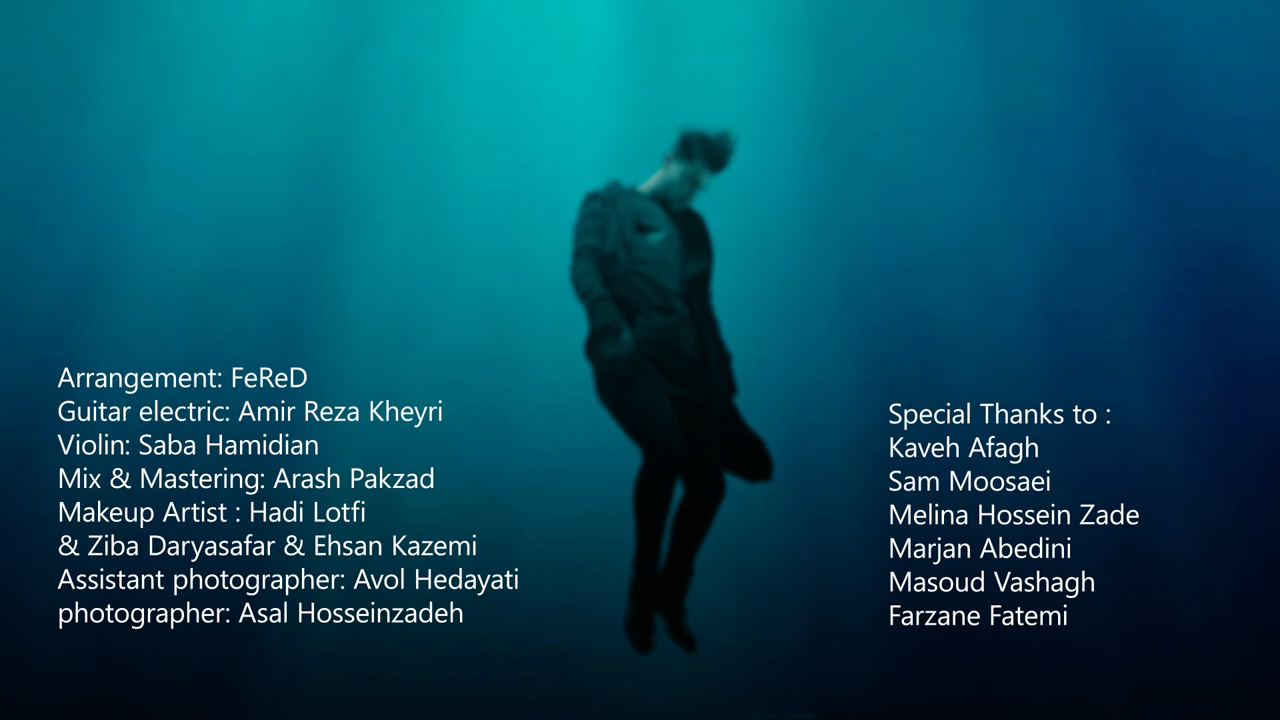 Arrangement: FeReD
Guitar electric: Amir Reza Kheyri
Violin: Saba Hamidian
Mix & Mastering: Arash Pakzad
Makeup Artist : Hadi Lotfi
& Ziba Daryasafar & Ehsan Kazemi
Assistant photographer: Avol Hedayati
photographer: Asal Hosseinzadeh
Special Thanks to :
Kaveh Afagh
Sam Moosaei
Melina Hossein Zade
Marjan Abedini
Masoud Vashagh
Farzane Fatemi